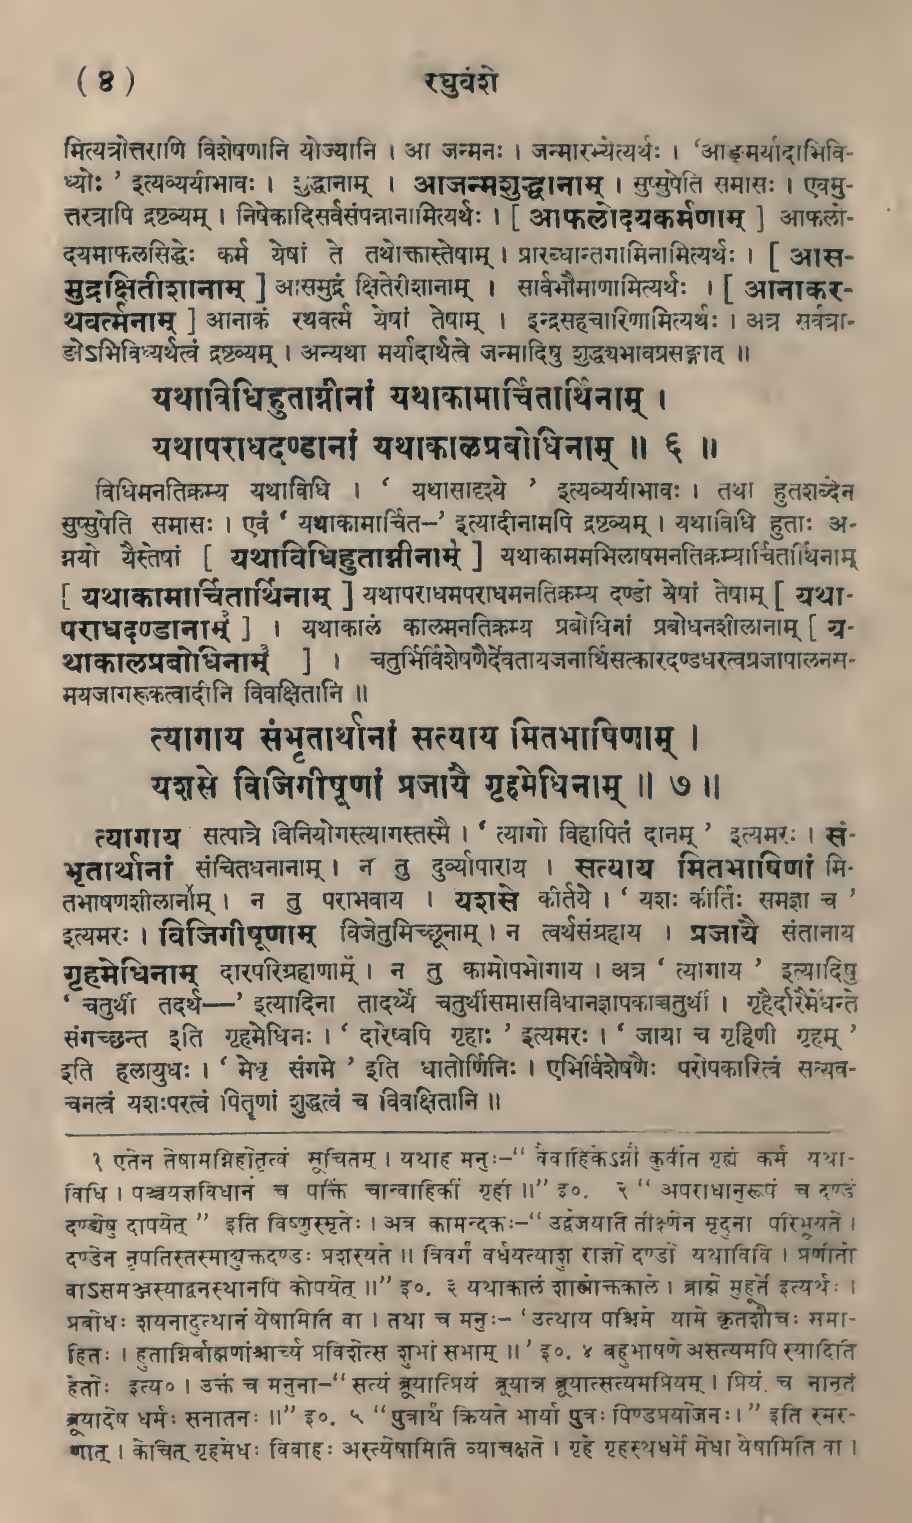 ( ४ ) रघुवंशे
मित्यत्रोत्तराणि विशेषणानि योज्यानि । आ जन्मनः । जन्मारभ्येत्यर्थः । ‘आङ्मर्यादाभिवि-
ध्योः ’ इत्यव्ययीभावः । शुद्धानाम् । आजन्मशुद्धानाम् । सुप्सुपेति समासः । एवमु-
त्तरत्रापि द्रष्टव्यम् । निषेकादिसर्वसंपन्नानामित्यर्थः । [ आफलोदयकर्मणाम् ] आफलो-
दयमाफलसिद्धेः कर्म येषां ते तथोक्तास्तेषाम् । प्रारब्धान्तगामिनामित्यर्थः । [ आस-
मुद्रक्षितीशानाम् ] आसमुद्रं क्षितेरीशानाम् । सार्वभौमाणामित्यर्थः । [ आनाकर-
थवर्त्मनाम् ] आनाकं रथवर्त्म येषां तेषाम् । इन्द्रसहचारिणामित्यर्थः । अत्र सर्वत्रा-
ङोऽभिविध्यर्थत्वं द्रष्टव्यम् । अन्यथा मर्यादार्थत्वे जन्मादिषु शुद्ध्यभावप्रसङ्गात् ॥
यथाविधिहुताग्नीनां यथाकामार्चितार्थिनाम् ।
यथापराधदण्डानां यथाकालप्रबोधिनाम् ॥ ६ ॥
विधिमनतिक्रम्य यथाविधि । ‘ यथासादृश्ये ’ इत्यव्ययीभावः । तथा हुतशब्देन
सुप्सुपेति समासः । एवं ‘ यथाकामार्चित—’ इत्यादीनामपि द्रष्टव्यम् । यथाविधि हुताः अ-
ग्नयो यैस्तेषां [ यथाविधिहुताग्नीनाम्१ ] यथाकाममभिलाषमनतिक्रम्यार्चितार्थिनाम्
[ यथाकामार्चितार्थिनाम् ] यथापराधमपराधमनतिक्रम्य दण्डो येषां तेषाम् [ यथा-
पराधदण्डानाम्२ ] । यथाकालं कालमनतिक्रम्य प्रबोधिनां प्रबोधनशीलानाम् [ य-
थाकालप्रबोधिनाम्३ ] । चतुर्भिर्विशेषणैर्देवतायजनार्थिसत्कारदण्डधरत्वप्रजापालनस-
मयजागरूकत्वादीनि विवक्षितानि ॥
त्यागाय संभृतार्थानां सत्याय मितभाषिणाम् ।
यशसे विजिगीषूणां प्रजायै गृहमेधिनाम् ॥ ७ ॥
त्यागाय सत्पात्रे विनियोगस्त्यागस्तस्मै । ‘ त्यागो विहापितं दानम् ’ इत्यमरः । सं-
भृतार्थानां संचितधनानाम् । न तु दुर्व्यापाराय । सत्याय मितभाषिणां मि-
तभाषणशीलानाम्४ । न तु पराभवाय । यशसे कीर्तये । ‘ यशः कीर्तिः समज्ञा च ’
इत्यमरः । विजिगीषूणाम् विजेतुमिच्छूनाम् । न त्वर्थसंग्रहाय । प्रजायै संतानाय
गृहमेधिनाम् दारपरिग्रहाणाम्५ । न तु कामोपभोगाय । अत्र ‘ त्यागाय ’ इत्यादिषु
‘ चतुर्थी तदर्थ—’ इत्यादिना तादर्थ्ये चतुर्थीसमासविधानज्ञापकाच्चतुर्थी । गृहैर्दारैर्मेधन्ते
संगच्छन्त इति गृहमेधिनः । ‘ दारेष्वपि गृहाः ’ इत्यमरः । ‘ जाया च गृहिणी गृहम् ’
इति हलायुधः । ‘ मेधृ संगमे ’ इति धातोर्णिनिः । एभिर्विशेषणैः परोपकारित्वं सत्यव-
चनत्वं यशःपरत्वं पितॄणां शुद्धत्वं च विवक्षितानि ॥
१ एतेन तेषामग्निहोतृत्वं सूचितम् । यथाह मनुः–“ वैवाहिकेऽग्नौ कुर्वीत गृह्यं कर्म यथा-
विधि । पञ्चयज्ञविधानं च पक्तिं चान्वाहिकीं गृही ॥” इ०. २ “ अपराधानुरूपं च दण्डं
दण्ड्येषु दापयेत् ” इति विष्णुस्मृतेः । अत्र कामन्दकः–“ उद्वेजयति तीक्ष्णेन मृदुना परिभूयते ।
दण्डेन नृपतिस्तस्माद्युक्तदण्डः प्रशस्यते ॥ त्रिवर्गं वर्धयत्याशु राज्ञो दण्डो यथाविधि । प्रणीतो
वाऽसमञ्जस्याद्वनस्थानपि कोपयेत् ॥” इ०. ३ यथाकालं शास्त्रोक्तकाले । ब्राह्मे मुहूर्ते इत्यर्थः ।
प्रबोधः शयनादुत्थानं येषामिति वा । तथा च मनुः– ‘ उत्थाय पश्चिमे यामे कृतशौचः समा-
हितः । हुताग्निर्ब्राह्मणांश्चार्च्य प्रविशेत्स शुभां सभाम् ॥ ’ इ०. ४ बहुभाषणे असत्यमपि स्यादिति
हेतोः इत्य० । उक्तं च मनुना–“ सत्यं ब्रूयात्प्रियं ब्रूयान्न ब्रूयात्सत्यमप्रियम् । प्रियं च नानृतं
ब्रूयादेष धर्मः सनातनः ॥” इ०. ५ “ पुत्रार्थं क्रियते भार्या पुत्रः पिण्डप्रयोजनः ।” इति स्मर-
णात् । केचित् गृहमेधः विवाहः अस्त्येषामिति व्याचक्षते । गृहे गृहस्थधर्मे मेधा येषामिति वा ।